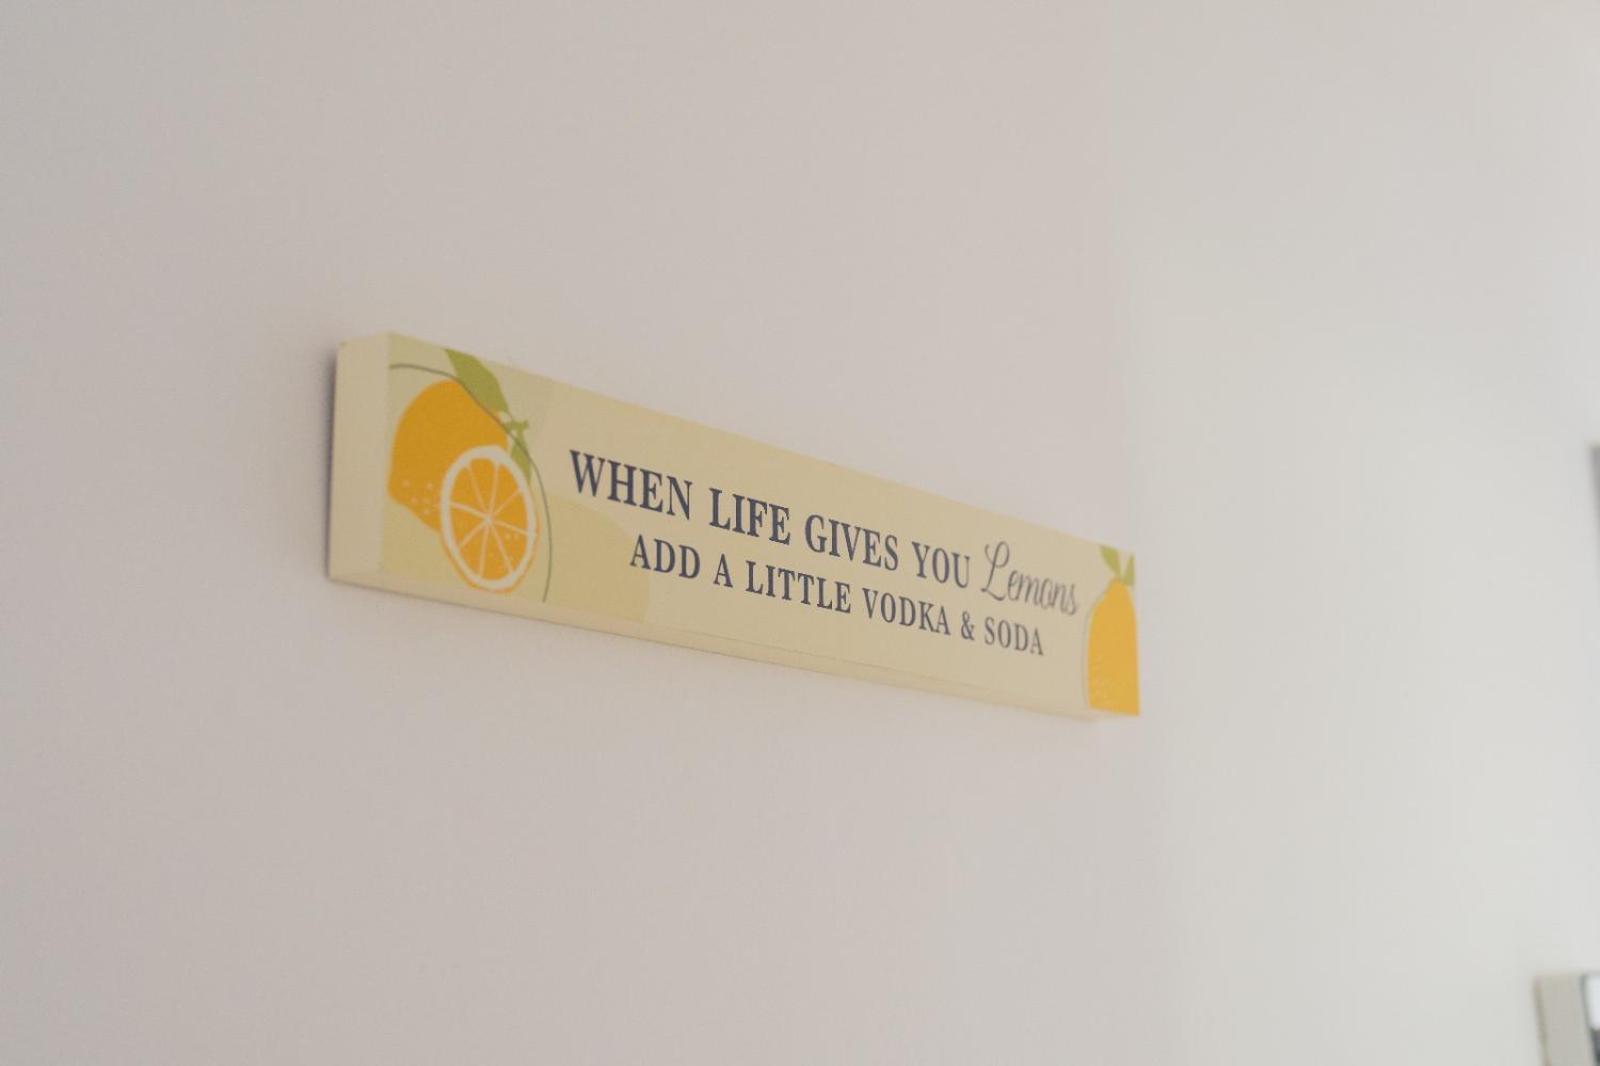 WHEN LIFE GIVES YOU Lemons
ADD A LITTLE VODKA & SODA